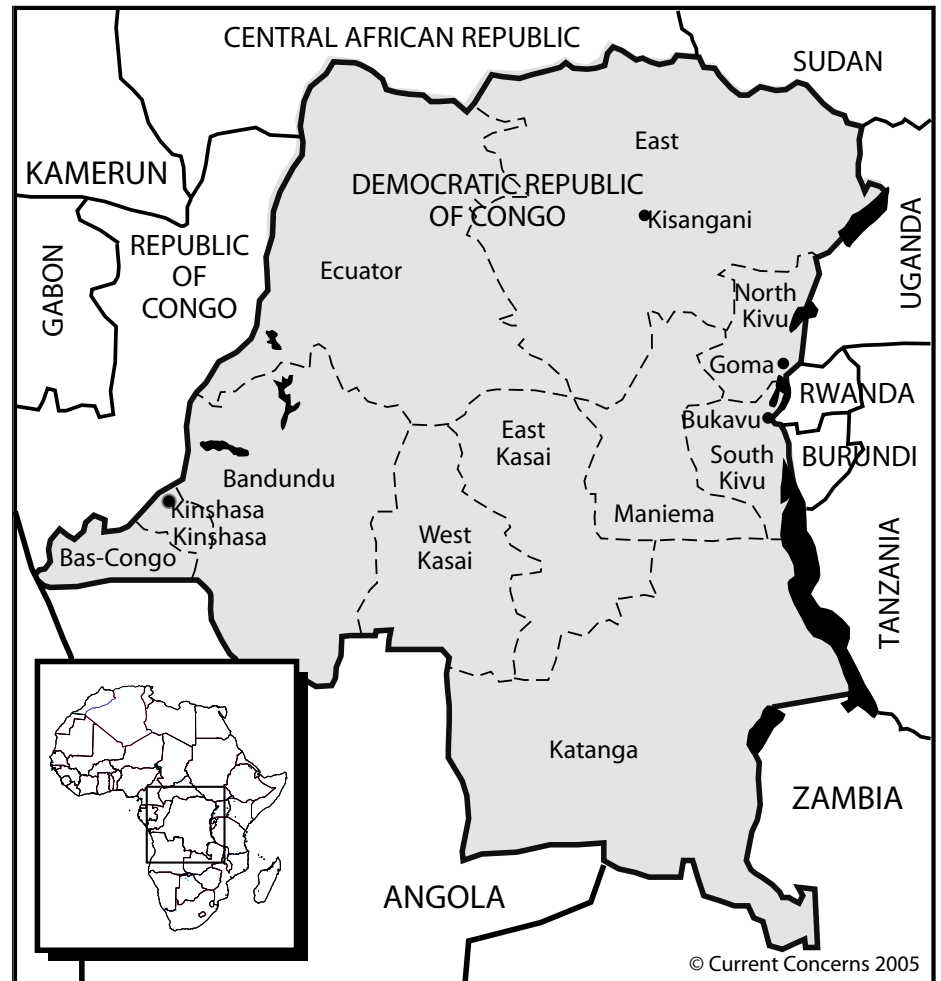 CENTRAL AFRICAN REPUBLIC
SUDAN
East
KAMERUN
DEMOCRATIC REPUBLIC
OF CONGO
Kisangani
UGANDA
GABON
REPUBLIC
OF
CONGO
Ecuator
North
Kivu
Goma
RWANDA
Bukavu
East
Kasai
South
Kivu
BURUNDI
Bandundu
Kinshasa
Kinshasa
Maniema
West
Kasai
Bas-Congo
TANZANIA
Katanga
ZAMBIA
ANGOLA
© Current Concerns 2005